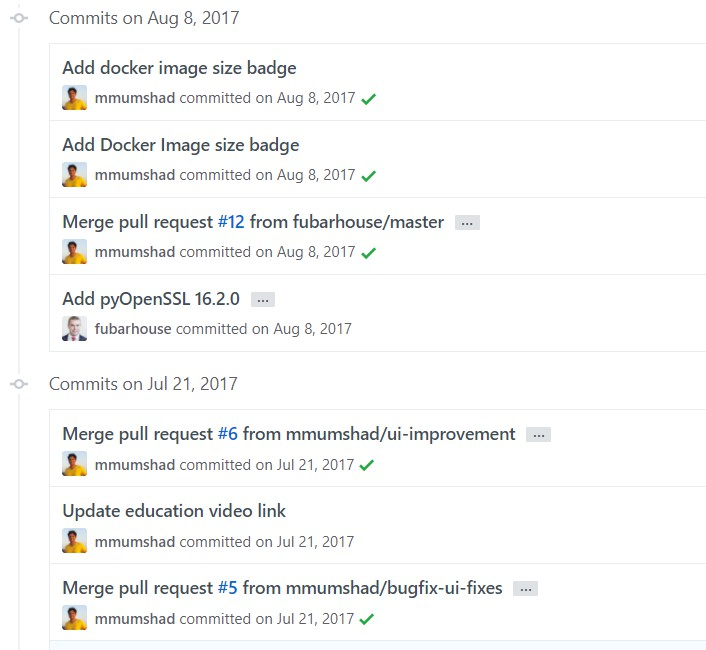 Commits on Aug 8, 2017
Add docker image size badge
mmumshad committed on Aug 8, 2017
Add Docker Image size badge
mmumshad committed on Aug 8, 2017
Merge pull request #12 from fubarhouse/master ...
mmumshad committed on Aug 8, 2017
Add pyOpenSSL 16.2.0 ...
fubarhouse committed on Aug 8, 2017
Commits on Jul 21, 2017
Merge pull request #6 from mmumshad/ui-improvement ...
mmumshad committed on Jul 21, 2017
Update education video link
mmumshad committed on Jul 21, 2017
Merge pull request #5 from mmumshad/bugfix-ui-fixes ...
mmumshad committed on Jul 21, 2017